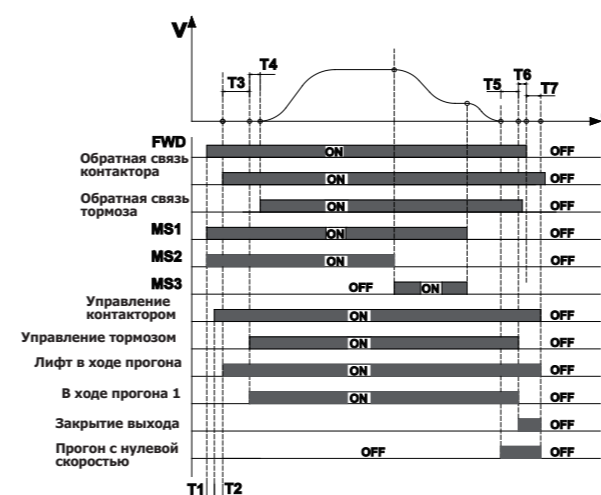 V
T3
T4
T5
T6
T7
FWD
ON
OFF
Обратная связь
контактора
ON
OFF
Обратная связь
тормоза
ON
OFF
MS1
ON
OFF
MS2
ON
OFF
MS3
OFF
ON
OFF
Управление
контактором
ON
OFF
Управление тормозом
ON
OFF
Лифт в ходе прогона
ON
OFF
В ходе прогона 1
ON
OFF
Закрытие выхода
OFF
Прогон с нулевой
скоростью
OFF
OFF
T1
T2